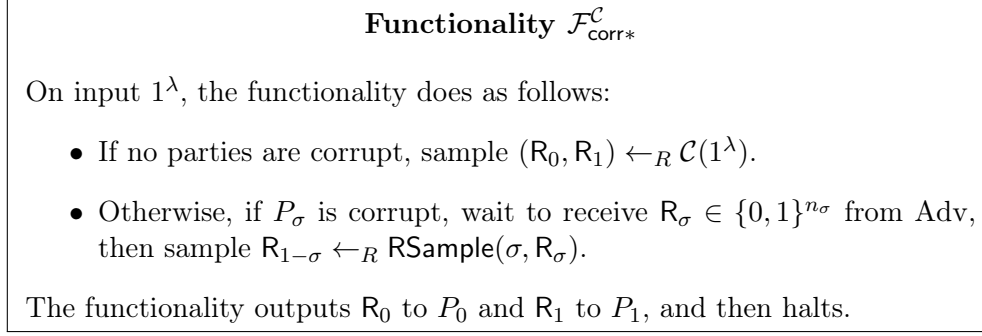 Functionality $\mathcal{F}^{\mathcal{C}}_{\mathsf{corr}*}$
On input $1^\lambda$, the functionality does as follows:
• If no parties are corrupt, sample $(\mathsf{R}_0, \mathsf{R}_1) \leftarrow_R \mathcal{C}(1^\lambda)$.
• Otherwise, if $P_\sigma$ is corrupt, wait to receive $\mathsf{R}_\sigma \in \{0,1\}^{n_\sigma}$ from Adv,
then sample $\mathsf{R}_{1-\sigma} \leftarrow_R \mathsf{RSample}(\sigma, \mathsf{R}_\sigma)$.
The functionality outputs $\mathsf{R}_0$ to $P_0$ and $\mathsf{R}_1$ to $P_1$, and then halts.